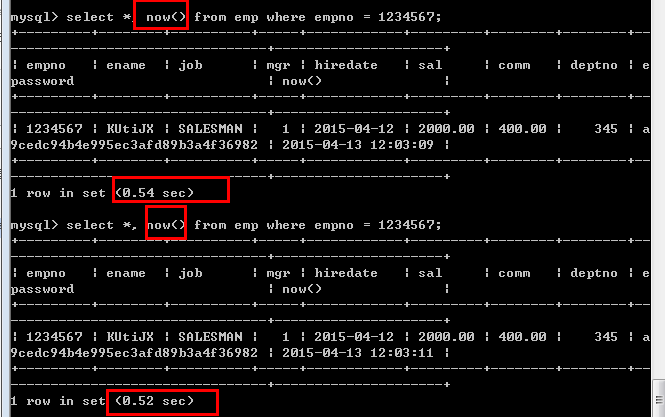 mysql> select *, now() from emp where empno = 1234567;
+---------+--------+----------+-----+------------+---------+--------+--------+--
--------------------------------+---------------------+
| empno   | ename  | job      | mgr | hiredate   | sal     | comm   | deptno | e
password                        | now()               |
+---------+--------+----------+-----+------------+---------+--------+--------+--
--------------------------------+---------------------+
| 1234567 | KUtiJX | SALESMAN |   1 | 2015-04-12 | 2000.00 | 400.00 |    345 | a
9cedc94b4e995ec3afd89b3a4f36982 | 2015-04-13 12:03:09 |
+---------+--------+----------+-----+------------+---------+--------+--------+--
--------------------------------+---------------------+
1 row in set (0.54 sec)
mysql> select *, now() from emp where empno = 1234567;
+---------+--------+----------+-----+------------+---------+--------+--------+--
--------------------------------+---------------------+
| empno   | ename  | job      | mgr | hiredate   | sal     | comm   | deptno | e
password                        | now()               |
+---------+--------+----------+-----+------------+---------+--------+--------+--
--------------------------------+---------------------+
| 1234567 | KUtiJX | SALESMAN |   1 | 2015-04-12 | 2000.00 | 400.00 |    345 | a
9cedc94b4e995ec3afd89b3a4f36982 | 2015-04-13 12:03:11 |
+---------+--------+----------+-----+------------+---------+--------+--------+--
--------------------------------+---------------------+
1 row in set (0.52 sec)